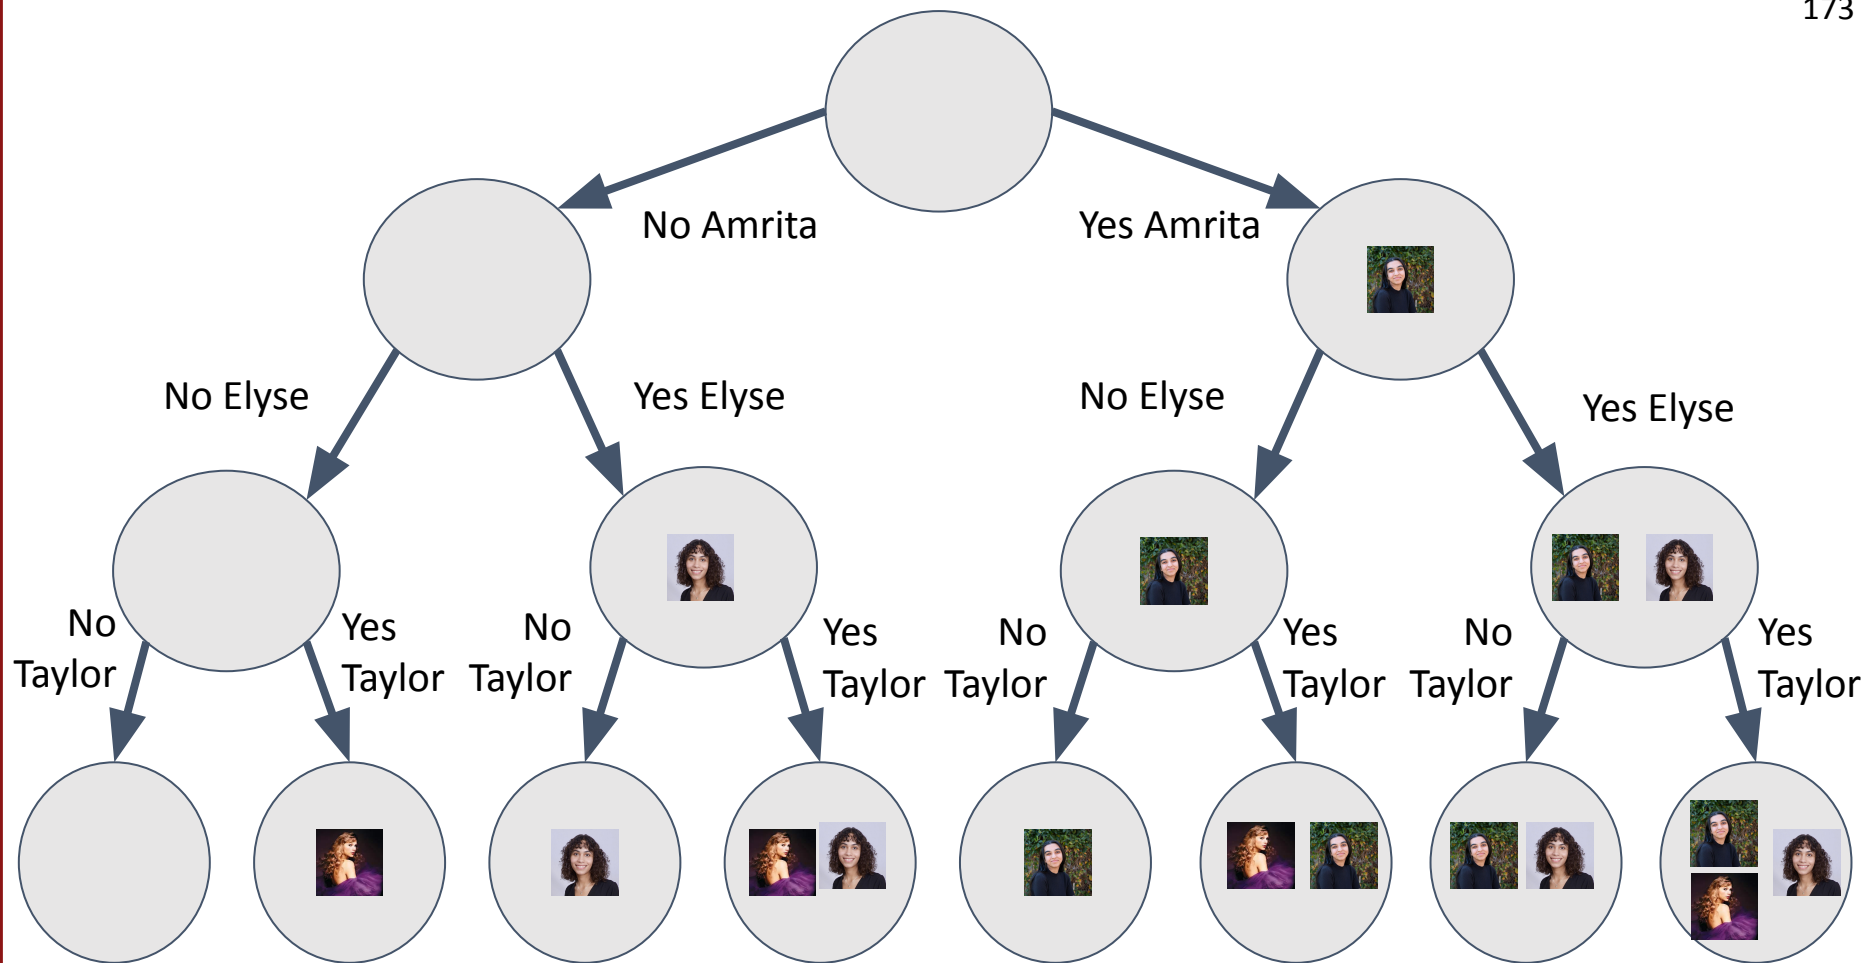 173
No Amrita
Yes Amrita
No Elyse
Yes Elyse
No Elyse
Yes Elyse
No
Taylor
Yes
Taylor
No
Taylor
Yes
Taylor
No
Taylor
Yes
Taylor
No
Taylor
Yes
Taylor